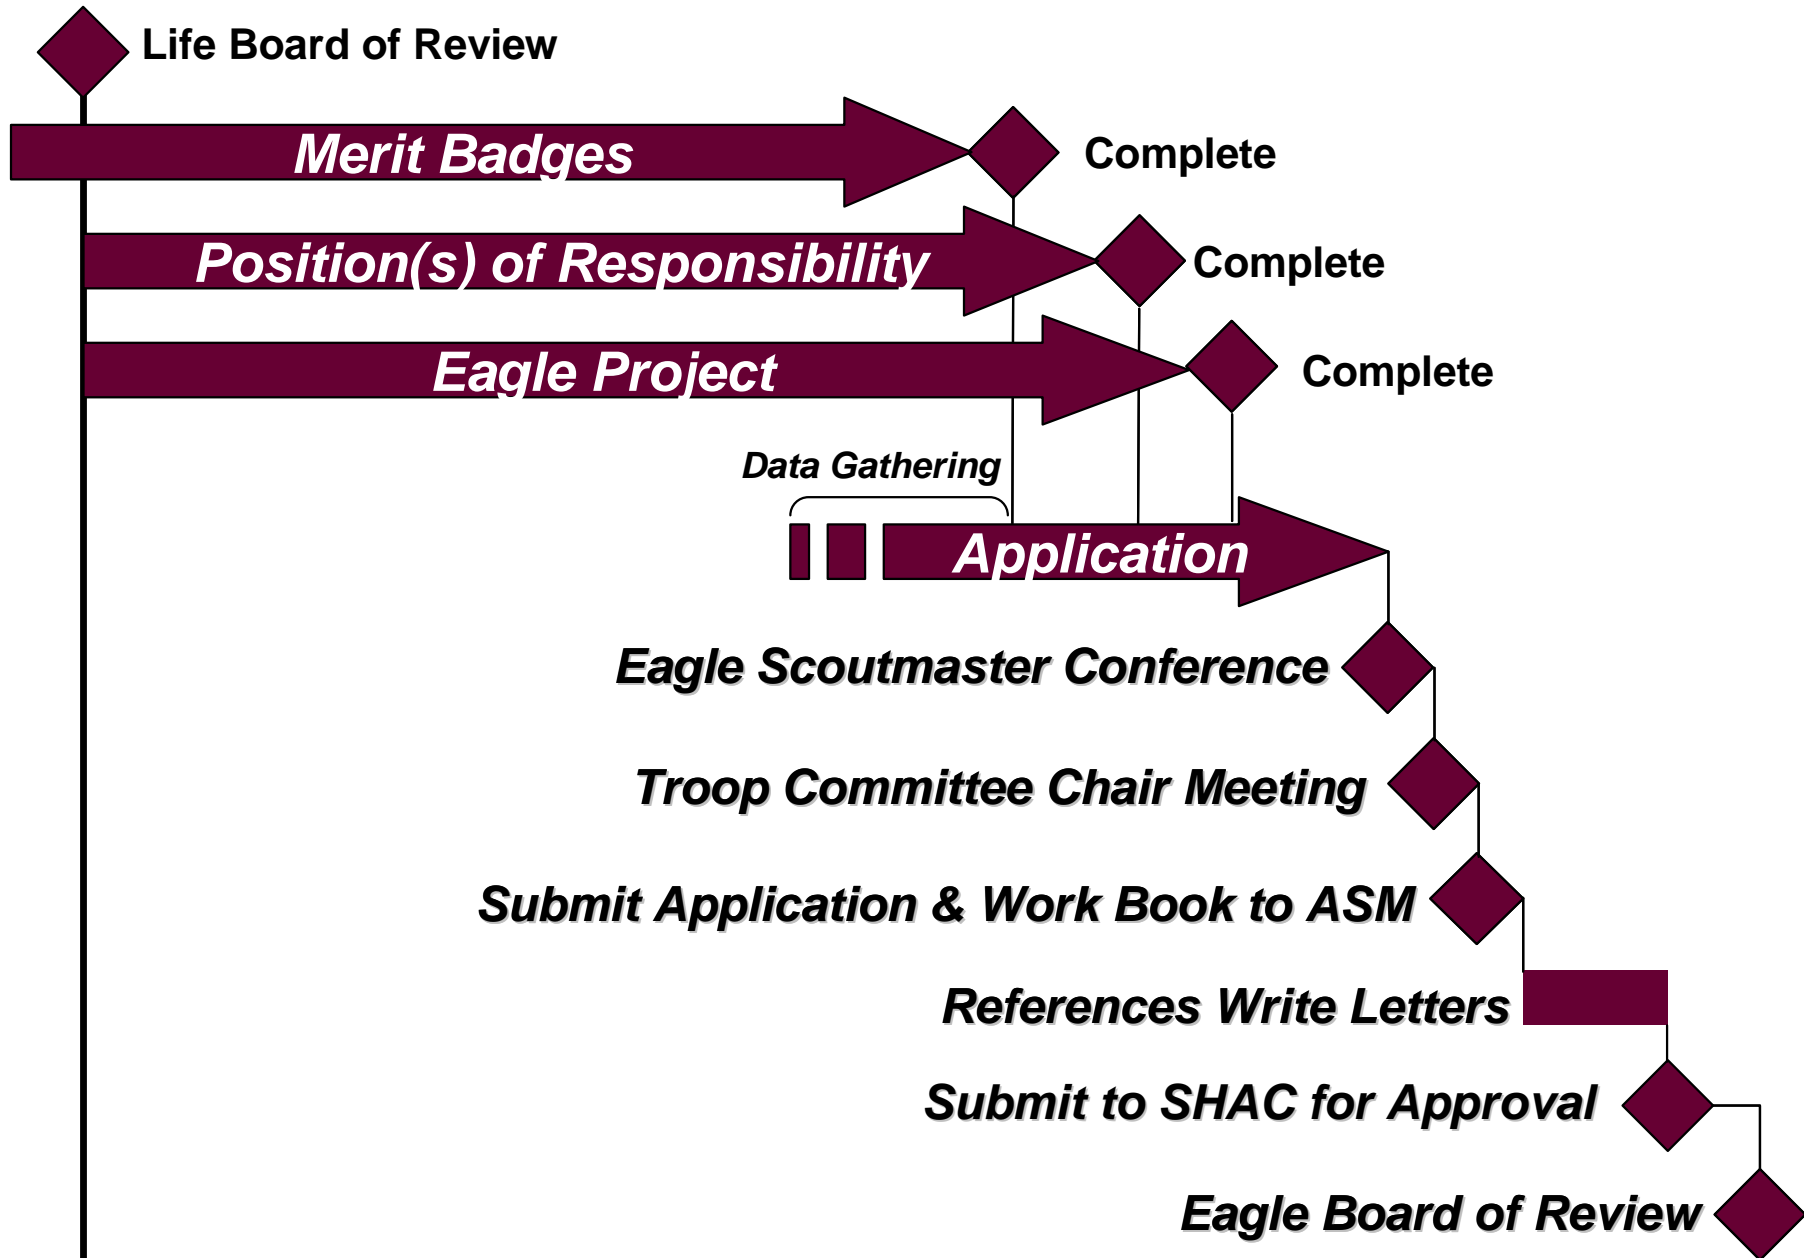 Life Board of Review
Merit Badges
Complete
Position(s) of Responsibility
Complete
Eagle Project
Complete
Data Gathering
Application
Eagle Scoutmaster Conference
Troop Committee Chair Meeting
Submit Application & Work Book to ASM
References Write Letters
Submit to SHAC for Approval
Eagle Board of Review